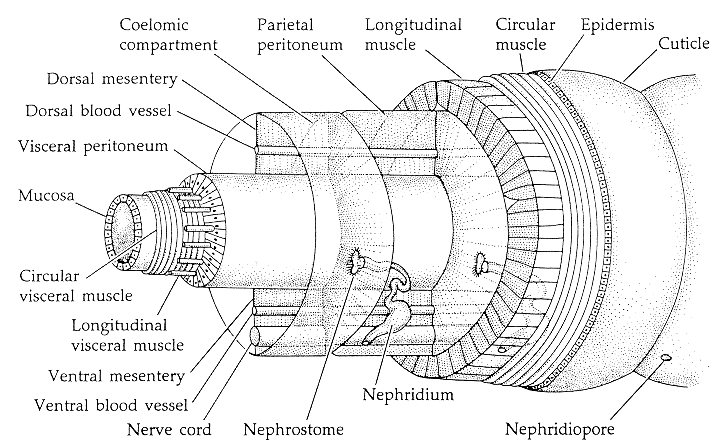 Coelomic
compartment
Parietal
peritoneum
Longitudinal
muscle
Circular
muscle
Epidermis
Cuticle
Dorsal mesentery
Dorsal blood vessel
Visceral peritoneum
Mucosa
Circular
visceral muscle
Longitudinal
visceral muscle
Ventral mesentery
Ventral blood vessel
Nerve cord
Nephrostome
Nephridium
Nephridiopore